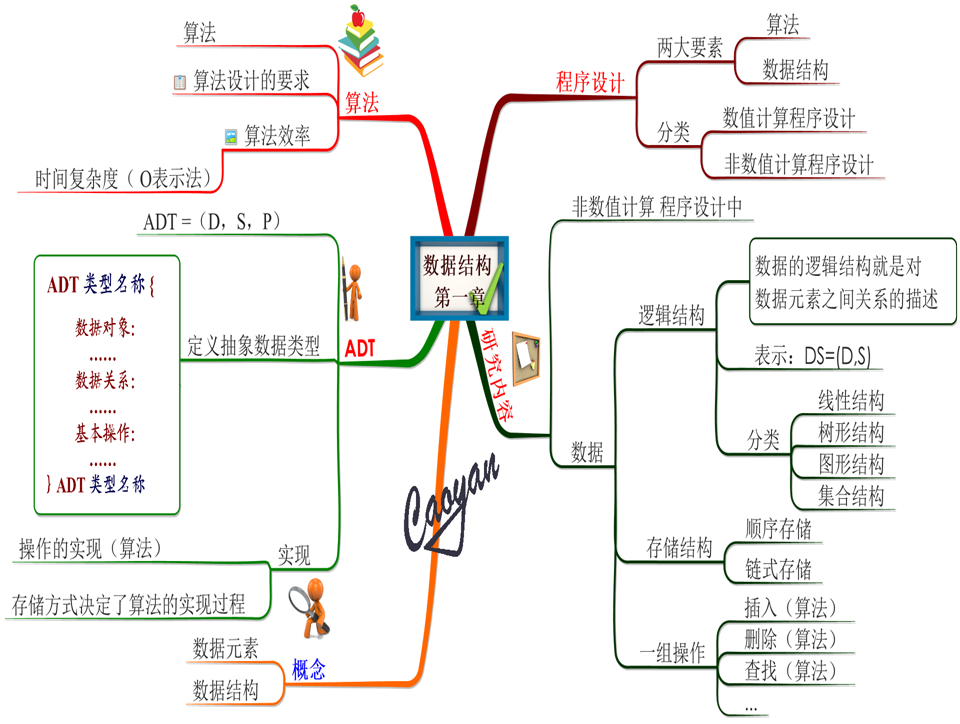 数据结构
第一章
程序设计
两大要素
算法
数据结构
分类
数值计算程序设计
非数值计算程序设计
研究内容
非数值计算 程序设计中
数据
逻辑结构
数据的逻辑结构就是对
数据元素之间关系的描述
表示：DS=(D,S)
分类
线性结构
树形结构
图形结构
集合结构
存储结构
顺序存储
链式存储
一组操作
插入（算法）
删除（算法）
查找（算法）
...
算法
算法
算法设计的要求
算法效率
时间复杂度（ O表示法）
ADT
ADT =（D，S，P）
定义抽象数据类型
ADT 类型名称 {
数据对象:
......
数据关系:
......
基本操作:
......
} ADT 类型名称
实现
操作的实现（算法）
存储方式决定了算法的实现过程
概念
数据元素
数据结构
Caoyan